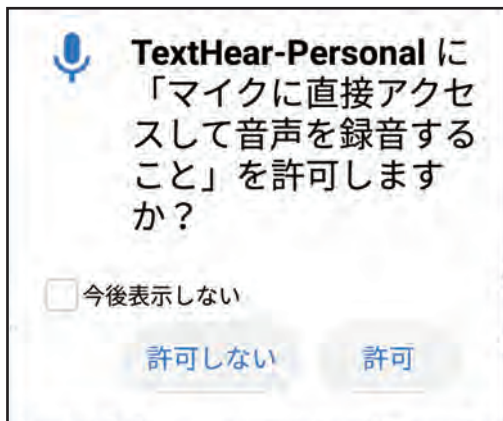 TextHear-Personal に
「マイクに直接アクセ
スして音声を録音する
こと」を許可します
か？
今後表示しない
許可しない
許可